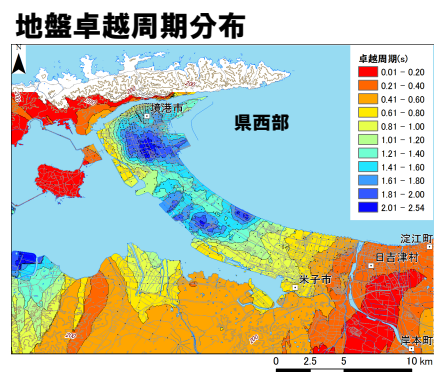 地盤卓越周期分布
N
卓越周期(s)
0.01 - 0.20
0.21 - 0.40
0.41 - 0.60
0.61 - 0.80
0.81 - 1.00
1.01 - 1.20
1.21 - 1.40
1.41 - 1.60
1.61 - 1.80
1.81 - 2.00
2.01 - 2.54
境港市
県西部
淀江町
日吉津村
米子市
岸本町
0 2.5 5 10 km